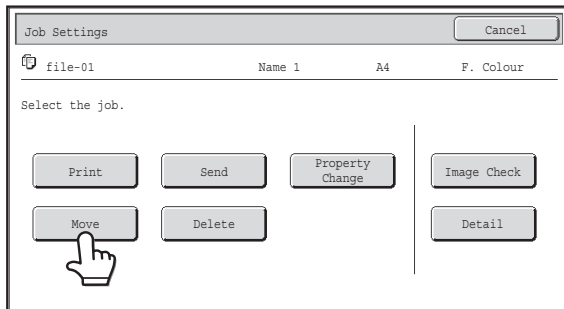 Job Settings
Cancel
file-01 Name 1 A4 F. Colour
Select the job.
Print Send Property Change Image Check
Move Delete Detail